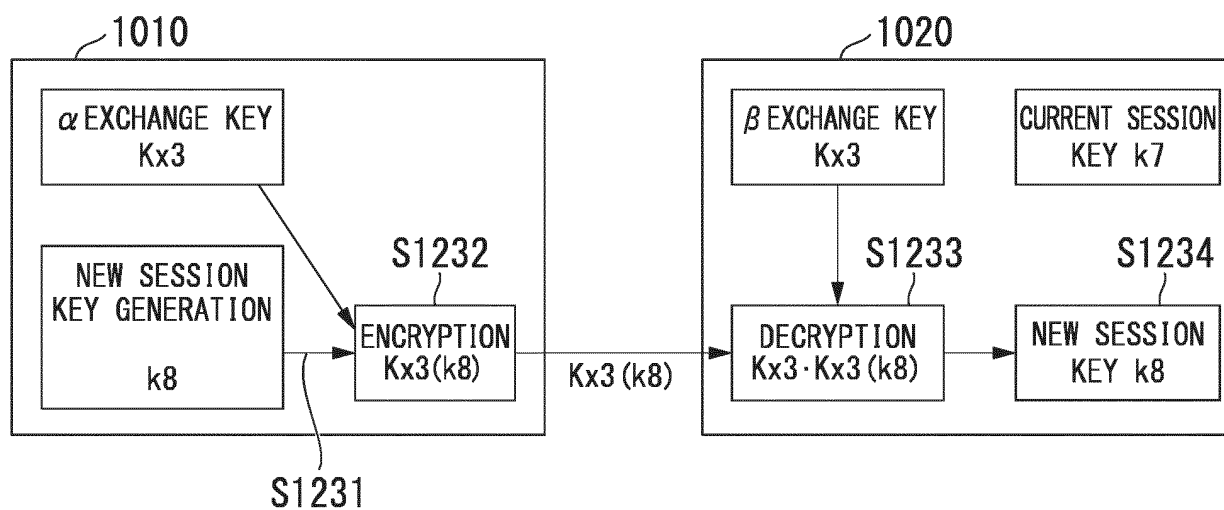 1010
1020
α EXCHANGE KEY
Kx3
β EXCHANGE KEY
Kx3
CURRENT SESSION
KEY k7
NEW SESSION
KEY GENERATION
k8
S1232
S1233
S1234
ENCRYPTION
Kx3(k8)
Kx3(k8)
DECRYPTION
Kx3·Kx3(k8)
NEW SESSION
KEY k8
S1231